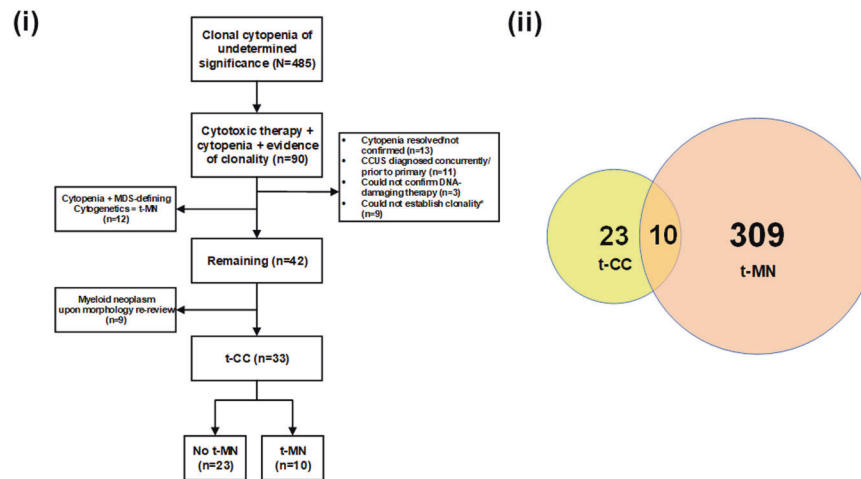 (i)
Clonal cytopenia of
undetermined
significance (N=485)
Cytotoxic therapy +
cytopenia + evidence
of clonality (n=90)
• Cytopenia resolved/not
confirmed (n=13)
• CCUS diagnosed concurrently/
prior to primary (n=11)
• Could not confirm DNA-
damaging therapy (n=3)
• Could not establish clonality*
(n=9)
Cytopenia + MDS-defining
Cytogenetics = t-MN
(n=12)
Remaining (n=42)
Myeloid neoplasm
upon morphology re-review
(n=9)
t-CC (n=33)
No t-MN
(n=23)
t-MN
(n=10)
(ii)
23
t-CC
10
309
t-MN